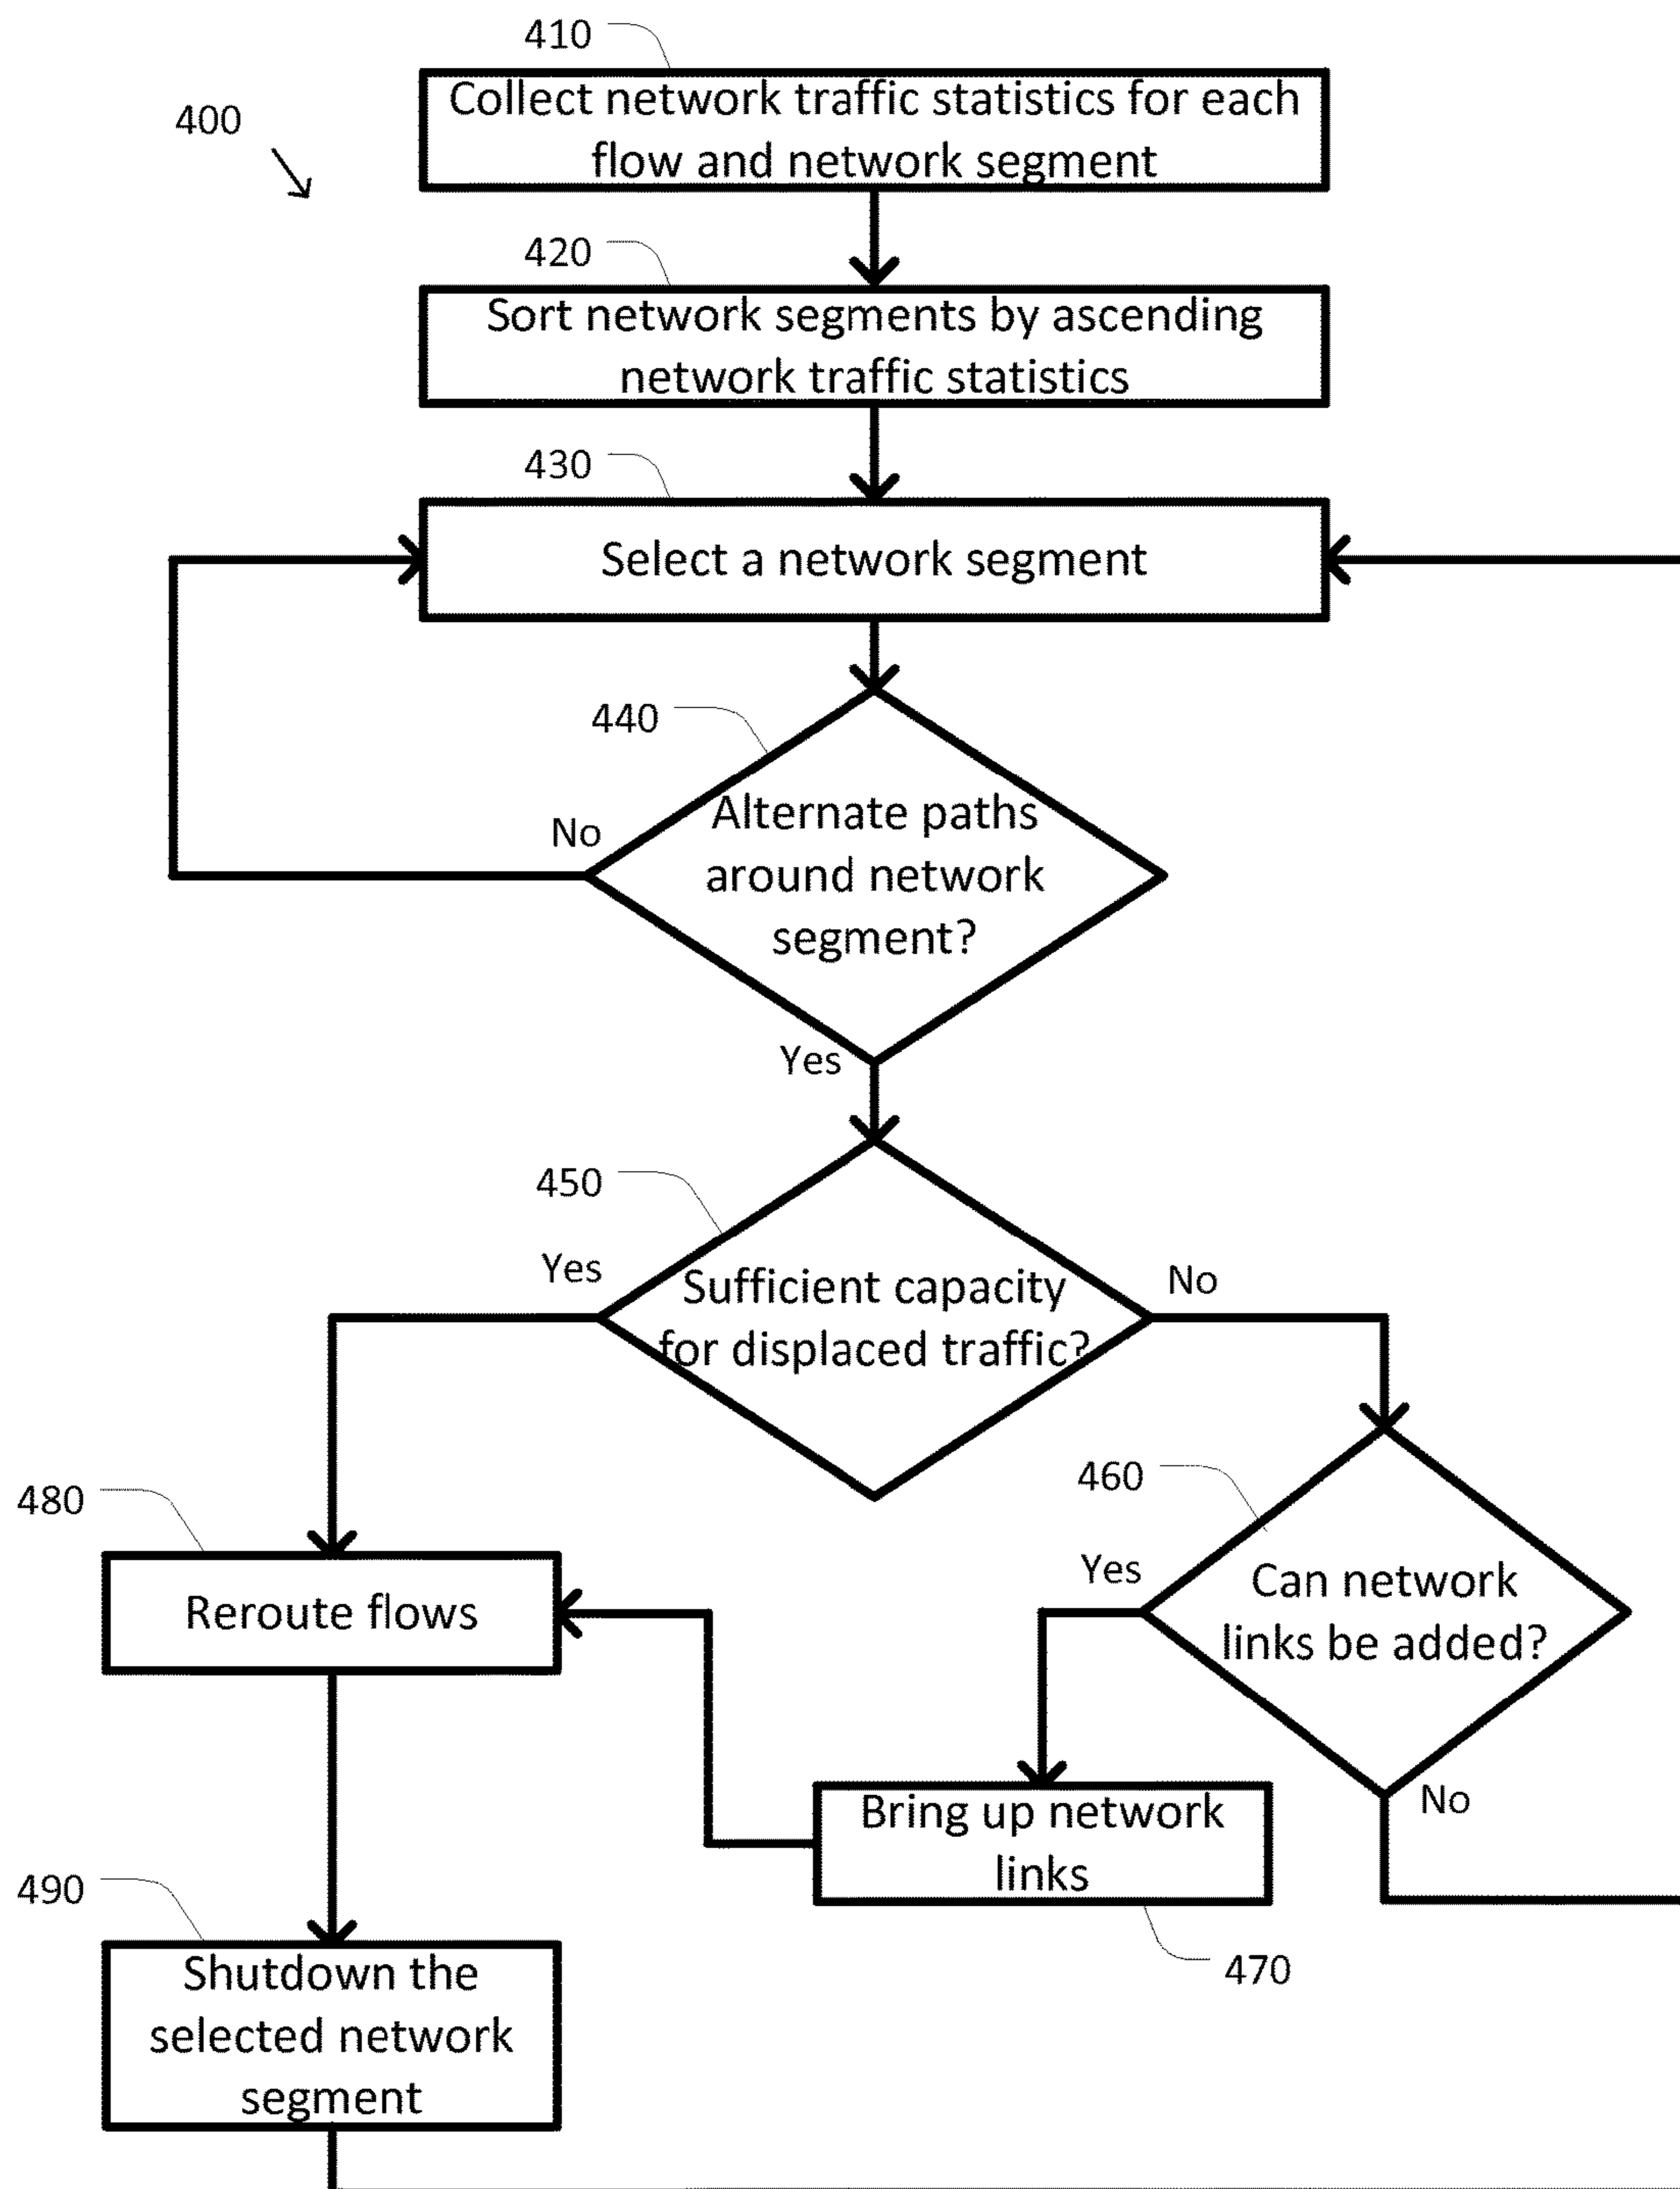 410
Collect network traffic statistics for each
flow and network segment
400
420
Sort network segments by ascending
network traffic statistics
430
Select a network segment
440
Alternate paths
around network
segment?
No
Yes
450
Sufficient capacity
for displaced traffic?
Yes
No
460
Can network
links be added?
Yes
No
480
Reroute flows
Bring up network
links
470
490
Shutdown the
selected network
segment